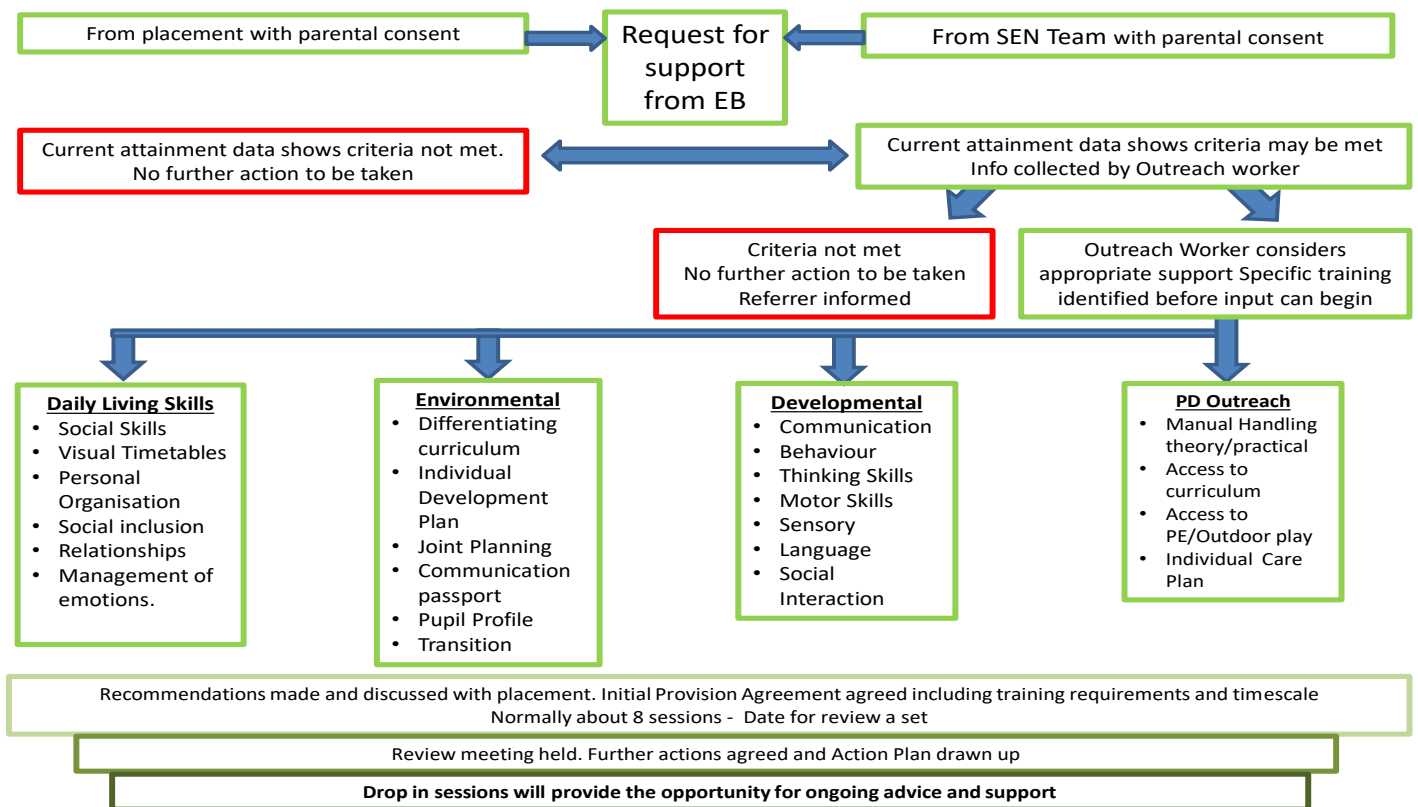 From placement with parental consent
Request for
support
from EB
From SEN Team with parental consent
Current attainment data shows criteria not met.
No further action to be taken
Current attainment data shows criteria may be met
Info collected by Outreach worker
Criteria not met
No further action to be taken
Referrer informed
Outreach Worker considers
appropriate support Specific training
identified before input can begin
Daily Living Skills
• Social Skills
• Visual Timetables
• Personal
Organisation
• Social inclusion
• Relationships
• Management of
emotions.
Environmental
• Differentiating
curriculum
• Individual
Development
Plan
• Joint Planning
• Communication
passport
• Pupil Profile
• Transition
Developmental
• Communication
• Behaviour
• Thinking Skills
• Motor Skills
• Sensory
• Language
• Social
Interaction
PD Outreach
• Manual Handling
theory/practical
• Access to
curriculum
• Access to
PE/Outdoor play
• Individual Care
Plan
Recommendations made and discussed with placement. Initial Provision Agreement agreed including training requirements and timescale
Normally about 8 sessions - Date for review a set
Review meeting held. Further actions agreed and Action Plan drawn up
Drop in sessions will provide the opportunity for ongoing advice and support